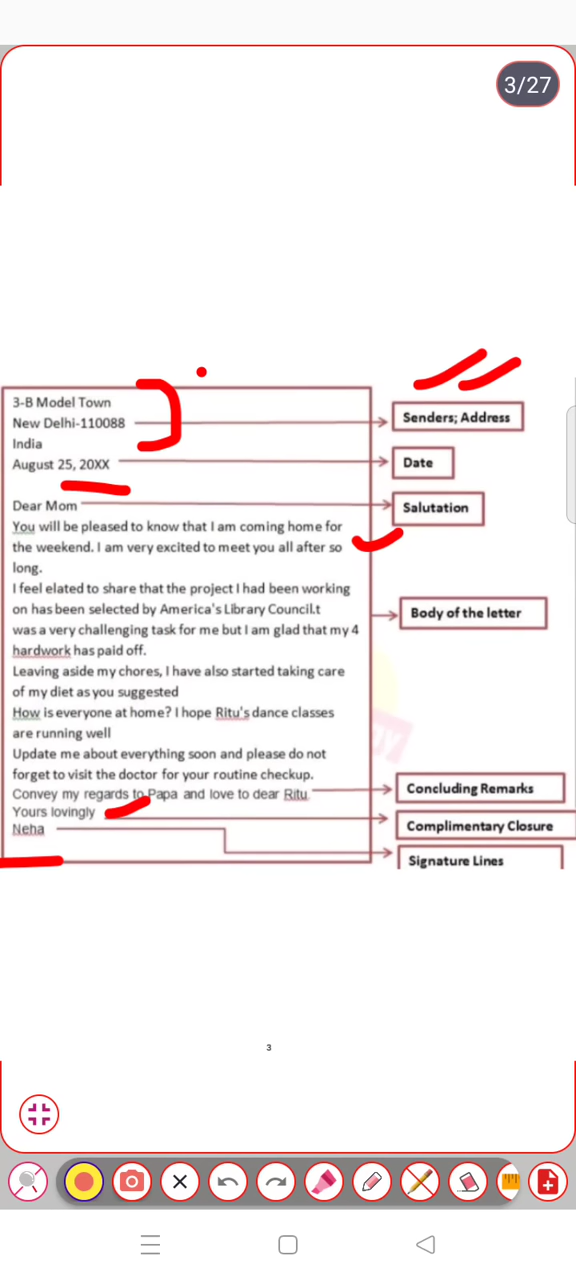 3/27
3-B Model Town
New Delhi-110088
India
August 25, 20XX
Dear Mom
You will be pleased to know that I am coming home for
the weekend. I am very excited to meet you all after so
long.
I feel elated to share that the project I had been working
on has been selected by America's Library Council.t
was a very challenging task for me but I am glad that my 4
hardwork has paid off.
Leaving aside my chores, I have also started taking care
of my diet as you suggested
How is everyone at home? I hope Ritu's dance classes
are running well
Update me about everything soon and please do not
forget to visit the doctor for your routine checkup.
Convey my regards to Papa and love to dear Ritu
Yours lovingly
Neha
Senders; Address
Date
Salutation
Body of the letter
Concluding Remarks
Complimentary Closure
Signature Lines
3